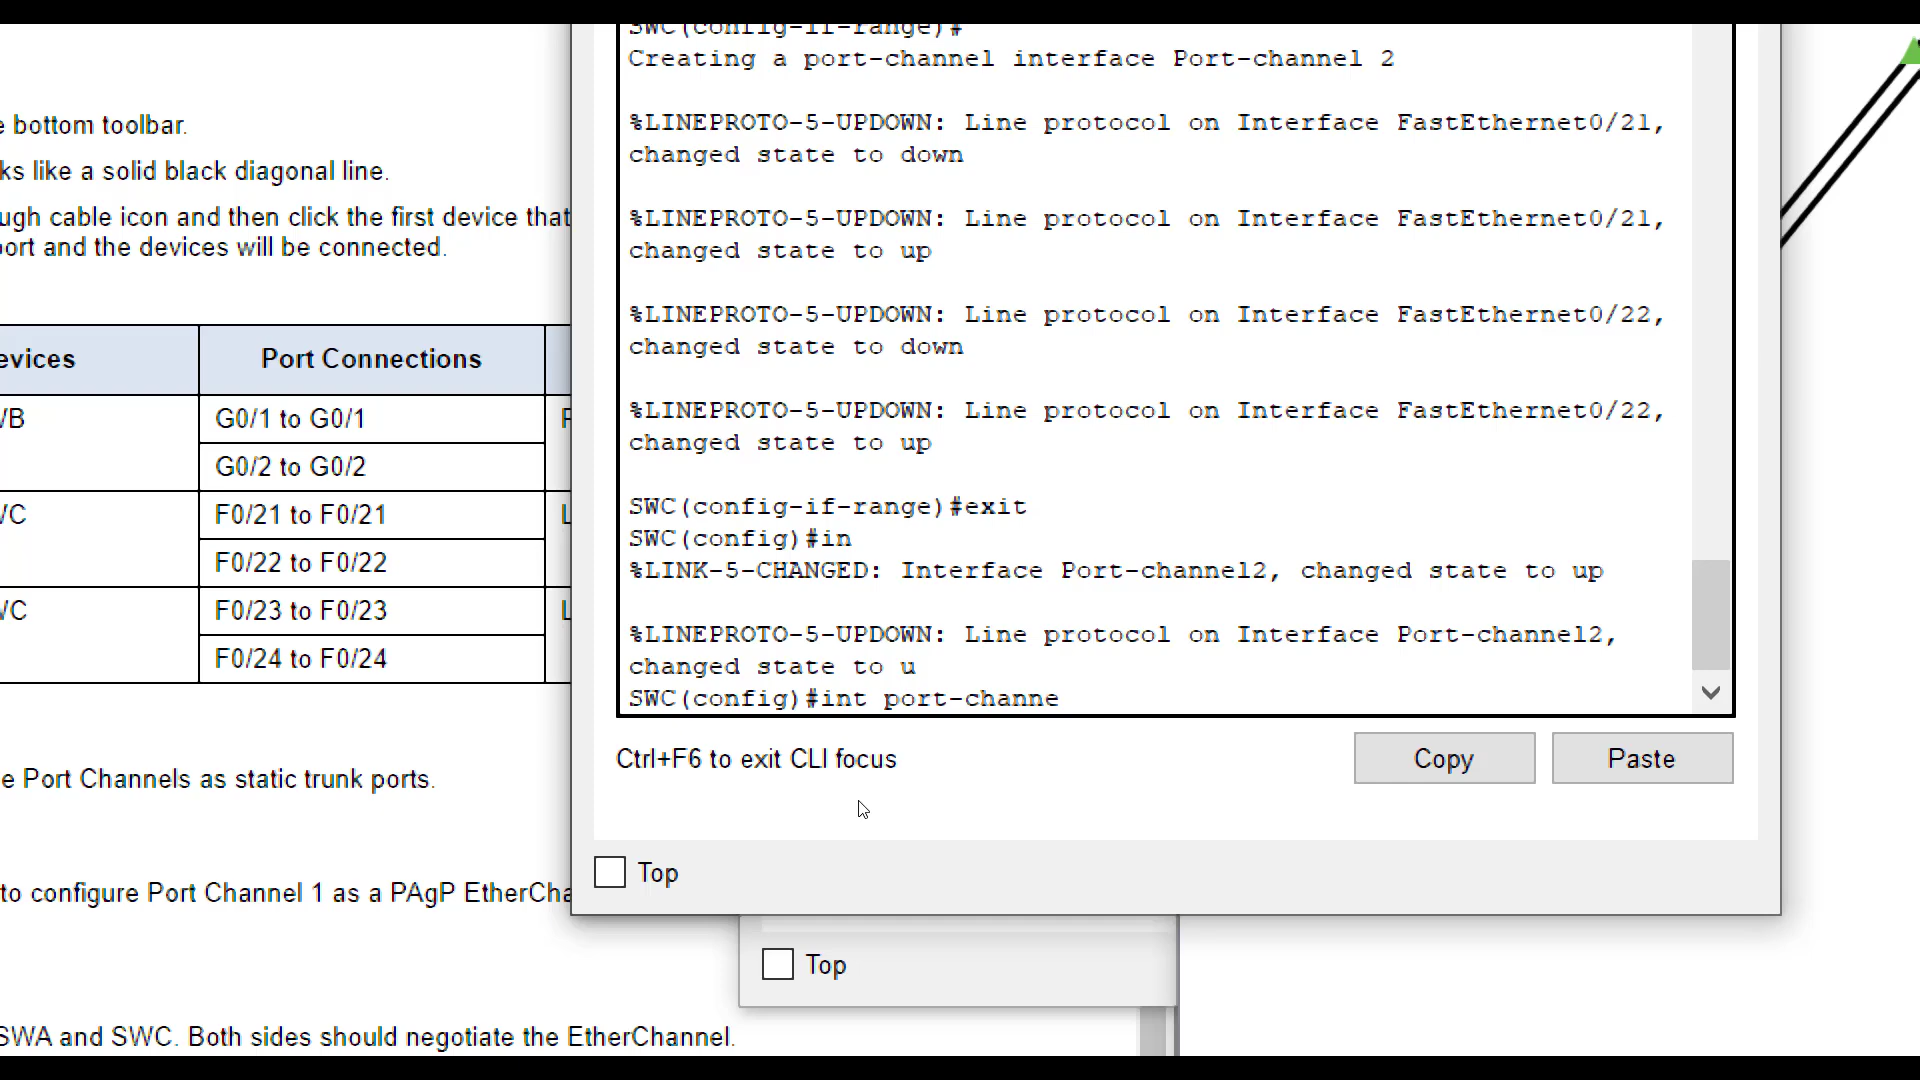 SWC(config-if-range)#
Creating a port-channel interface Port-channel 2
%LINEPROTO-5-UPDOWN: Line protocol on Interface FastEthernet0/21,
changed state to down
%LINEPROTO-5-UPDOWN: Line protocol on Interface FastEthernet0/21,
changed state to up
%LINEPROTO-5-UPDOWN: Line protocol on Interface FastEthernet0/22,
changed state to down
%LINEPROTO-5-UPDOWN: Line protocol on Interface FastEthernet0/22,
changed state to up
SWC(config-if-range)#exit
SWC(config)#in
%LINK-5-CHANGED: Interface Port-channel2, changed state to up
%LINEPROTO-5-UPDOWN: Line protocol on Interface Port-channel2,
changed state to u
SWC(config)#int port-channe
Ctrl+F6 to exit CLI focus
Copy
Paste
Top
Top
e bottom toolbar.
ks like a solid black diagonal line.
ugh cable icon and then click the first device that
port and the devices will be connected.
evices
Port Connections
VB
G0/1 to G0/1
G0/2 to G0/2
VC
F0/21 to F0/21
L
F0/22 to F0/22
VC
F0/23 to F0/23
L
F0/24 to F0/24
e Port Channels as static trunk ports.
to configure Port Channel 1 as a PAgP EtherCha
SWA and SWC. Both sides should negotiate the EtherChannel.